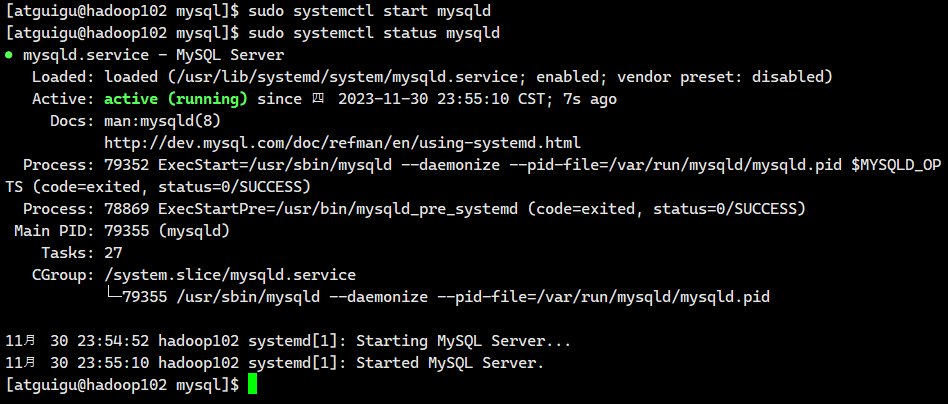 [atguigu@hadoop102 mysql]$ sudo systemctl start mysqld
[atguigu@hadoop102 mysql]$ sudo systemctl status mysqld
● mysqld.service - MySQL Server
   Loaded: loaded (/usr/lib/systemd/system/mysqld.service; enabled; vendor preset: disabled)
   Active: active (running) since 四 2023-11-30 23:55:10 CST; 7s ago
     Docs: man:mysqld(8)
           http://dev.mysql.com/doc/refman/en/using-systemd.html
  Process: 79352 ExecStart=/usr/sbin/mysqld --daemonize --pid-file=/var/run/mysqld/mysqld.pid $MYSQLD_OP
TS (code=exited, status=0/SUCCESS)
  Process: 78869 ExecStartPre=/usr/bin/mysqld_pre_systemd (code=exited, status=0/SUCCESS)
 Main PID: 79355 (mysqld)
    Tasks: 27
   CGroup: /system.slice/mysqld.service
           └─79355 /usr/sbin/mysqld --daemonize --pid-file=/var/run/mysqld/mysqld.pid
11月 30 23:54:52 hadoop102 systemd[1]: Starting MySQL Server...
11月 30 23:55:10 hadoop102 systemd[1]: Started MySQL Server.
[atguigu@hadoop102 mysql]$